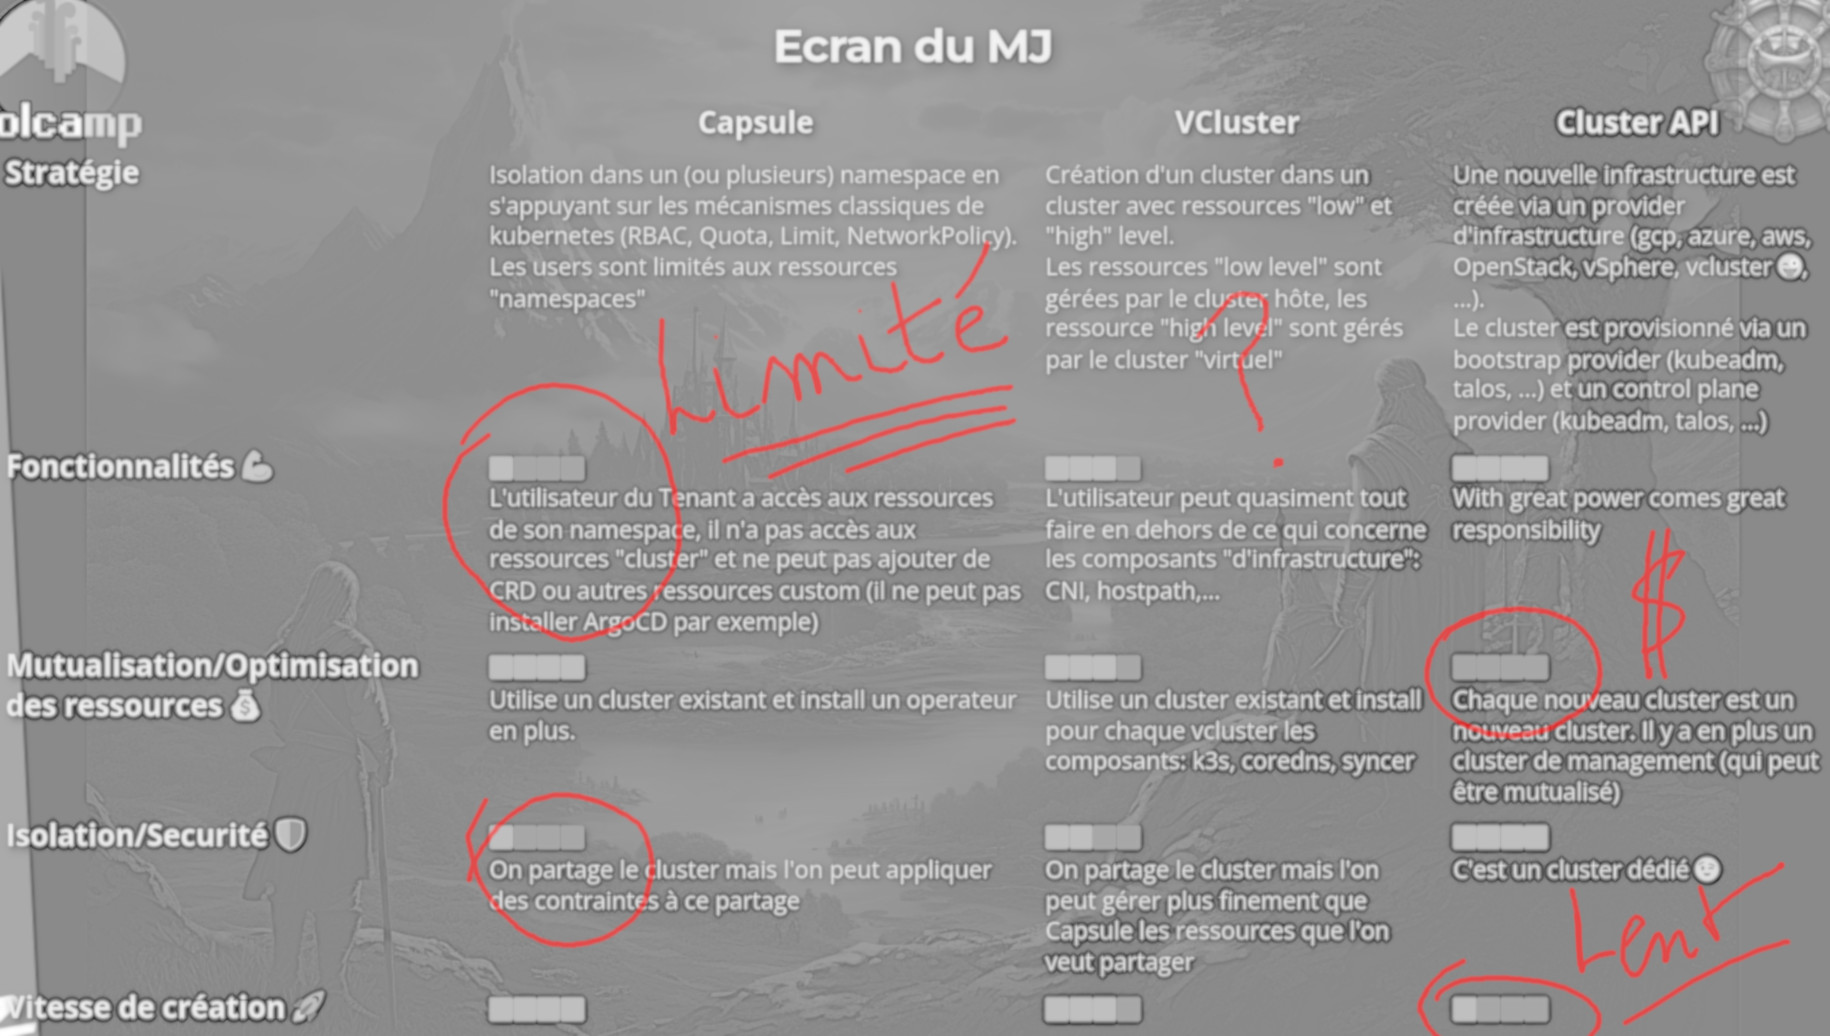 Ecran du MJ
olcamp
Capsule
VCluster
Cluster API
Stratégie
Isolation dans un (ou plusieurs) namespace en
s'appuyant sur les mécanismes classiques de
kubernetes (RBAC, Quota, Limit, NetworkPolicy).
Les users sont limités aux ressources
"namespaces"
Création d'un cluster dans un
cluster avec ressources "low" et
"high" level.
Les ressources "low level" sont
gérées par le cluster hôte, les
ressource "high level" sont gérés
par le cluster "virtuel"
Une nouvelle infrastructure est
créée via un provider
d'infrastructure (gcp, azure, aws,
OpenStack, vSphere, vcluster😀,
...).
Le cluster est provisionné via un
bootstrap provider (kubeadm,
talos, ...) et un control plane
provider (kubeadm, talos, ...)
Limité
?
Fonctionnalités 💪
L'utilisateur du Tenant a accès aux ressources
de son namespace, il n'a pas accès aux
ressources "cluster" et ne peut pas ajouter de
CRD ou autres ressources custom (il ne peut pas
installer ArgoCD par exemple)
L'utilisateur peut quasiment tout
faire en dehors de ce qui concerne
les composants "d'infrastructure":
CNI, hostpath,...
With great power comes great
responsibility
$
Mutualisation/Optimisation
des ressources 💰
Utilise un cluster existant et install un operateur
en plus.
Utilise un cluster existant et install
pour chaque vcluster les
composants: k3s, coredns, syncer
Chaque nouveau cluster est un
nouveau cluster. Il y a en plus un
cluster de management (qui peut
être mutualisé)
Isolation/Securité 🛡
On partage le cluster mais l'on peut appliquer
des contraintes à ce partage
On partage le cluster mais l'on
peut gérer plus finement que
Capsule les ressources que l'on
veut partager
C'est un cluster dédié
Lent
Vitesse de création 🚀